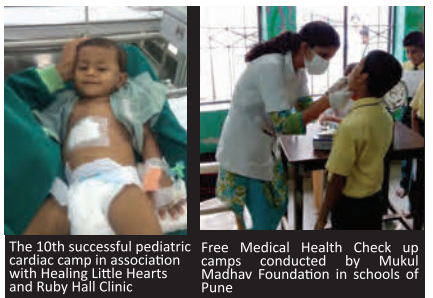 The 10th successful pediatric
cardiac camp in association
with Healing Little Hearts
and Ruby Hall Clinic
Free Medical Health Check up
camps conducted by Mukul
Madhav Foundation in schools of
Pune